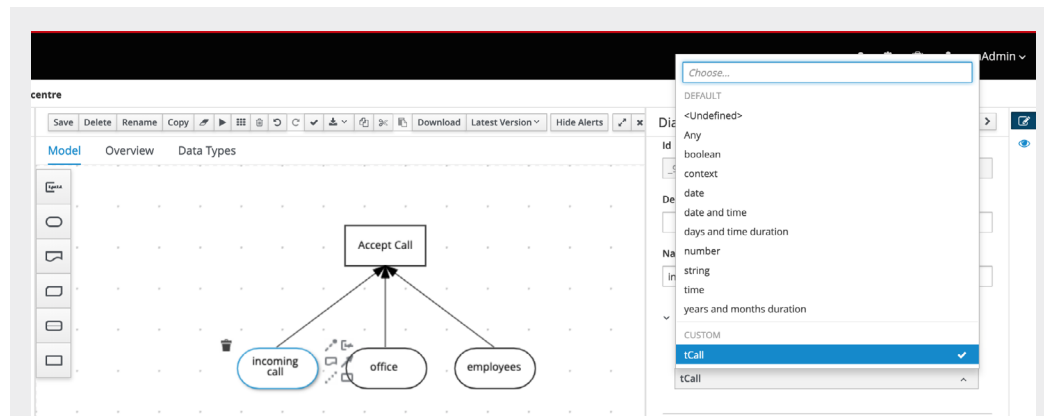 Admin
centre
Save Delete Rename Copy Download Latest Version Hide Alerts
Model Overview Data Types
Accept Call
incoming
call
office
employees
Dia
Id
De
Na
in
Choose...
DEFAULT
<Undefined>
Any
boolean
context
date
date and time
days and time duration
number
string
time
years and months duration
CUSTOM
tCall
tCall